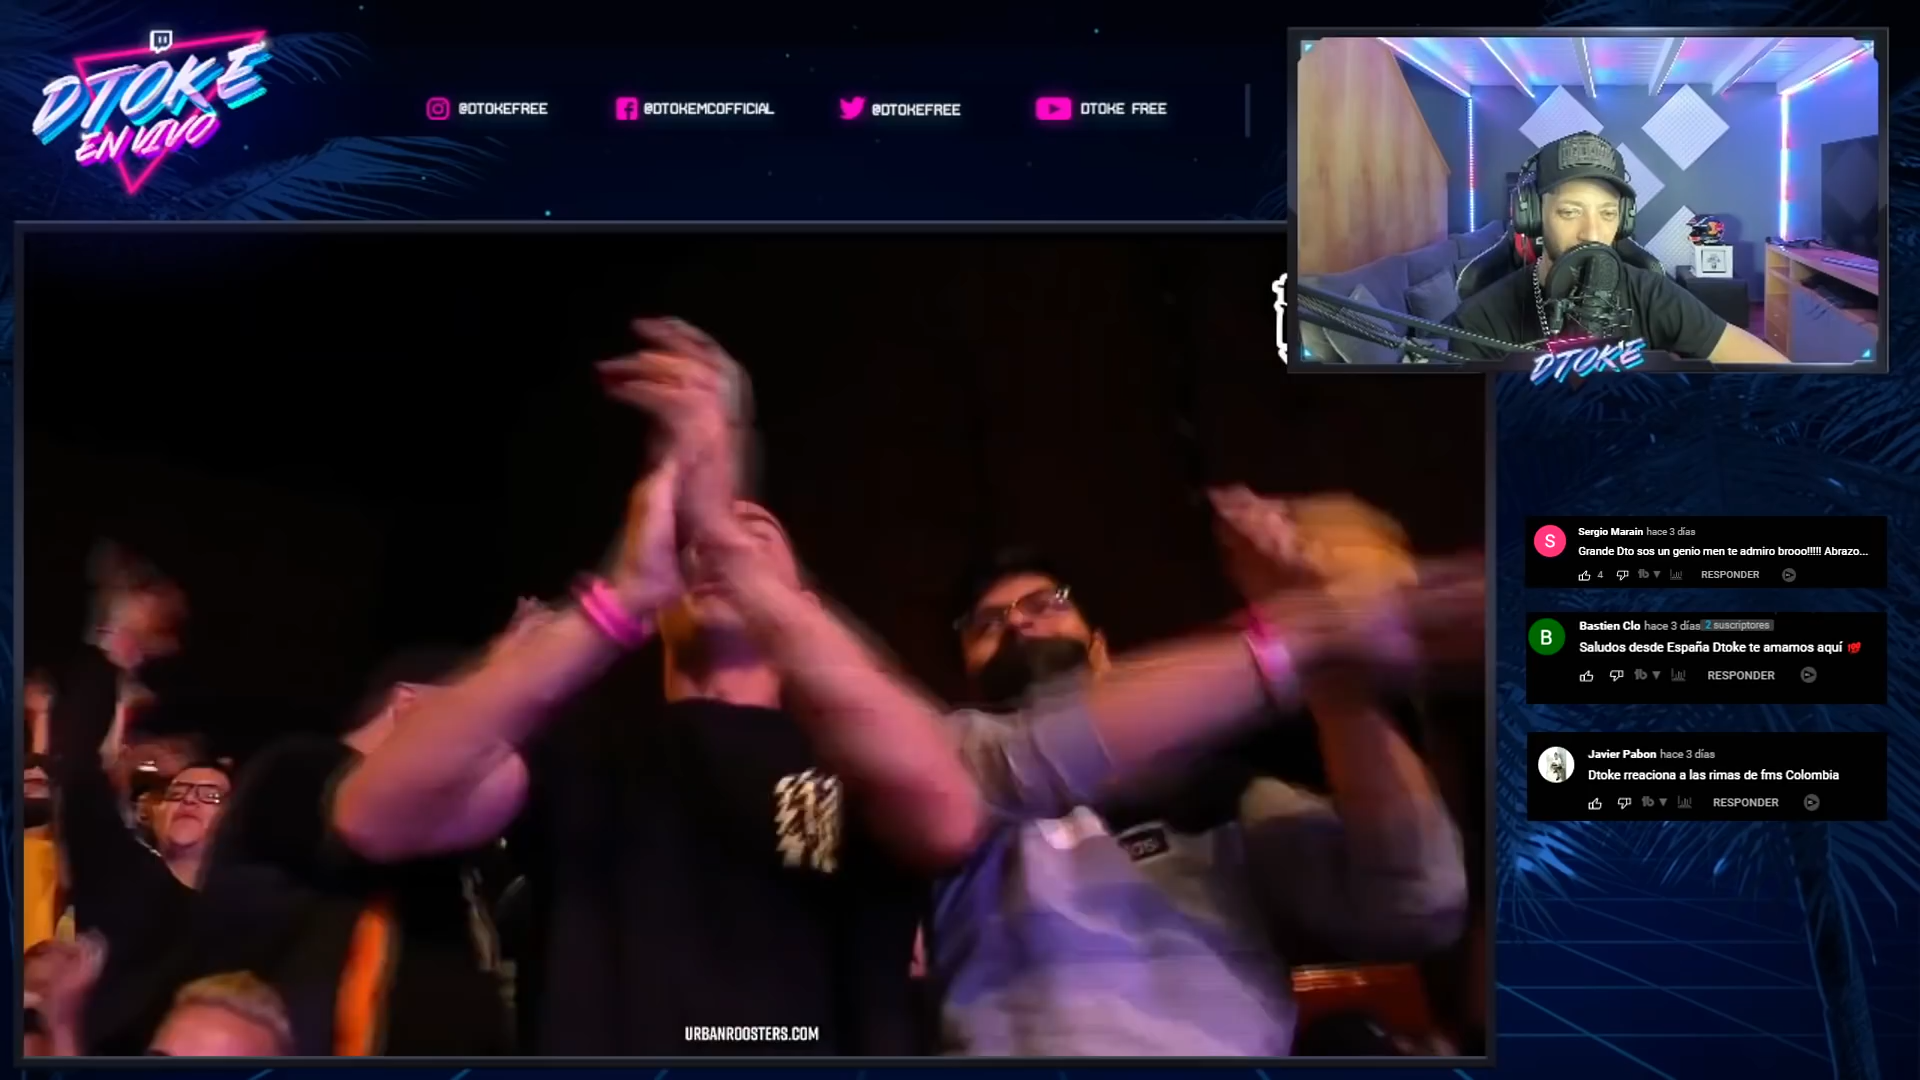 DTOKE
EN VIVO
@DTOKEFREE
@DTOKEMCOFFICIAL
@DTOKEFREE
DTOKE FREE
DTOKE
Sergio Marain hace 3 días
Grande Dto sos un genio men te admiro brooo!!!!! Abrazo...
4
RESPONDER
Bastien Clo hace 3 días 2 suscriptores
Saludos desde España Dtoke te amamos aquí 💯
RESPONDER
Javier Pabon hace 3 días
Dtoke rreaciona a las rimas de fms Colombia
RESPONDER
URBANROOSTERS.COM